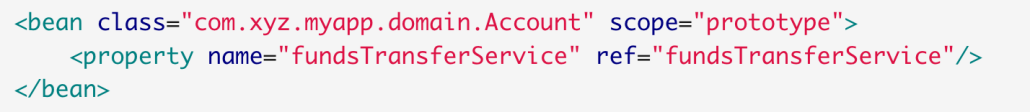 <bean class="com.xyz.myapp.domain.Account" scope="prototype">
    <property name="fundsTransferService" ref="fundsTransferService"/>
</bean>